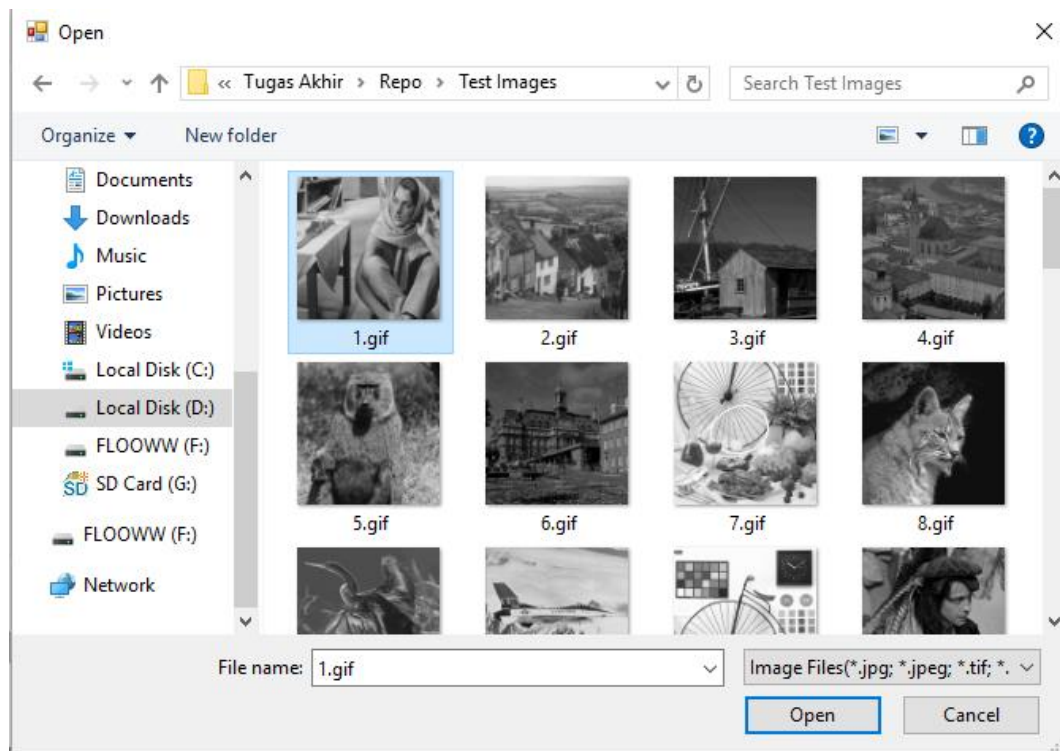 Open
« Tugas Akhir > Repo > Test Images
Search Test Images
Organize
New folder
Documents
Downloads
Music
Pictures
Videos
Local Disk (C:)
Local Disk (D:)
FLOOWW (F:)
SD Card (G:)
FLOOWW (F:)
Network
1.gif
2.gif
3.gif
4.gif
5.gif
6.gif
7.gif
8.gif
File name: 1.gif
Image Files(*.jpg; *.jpeg; *.tif; *.
Open
Cancel